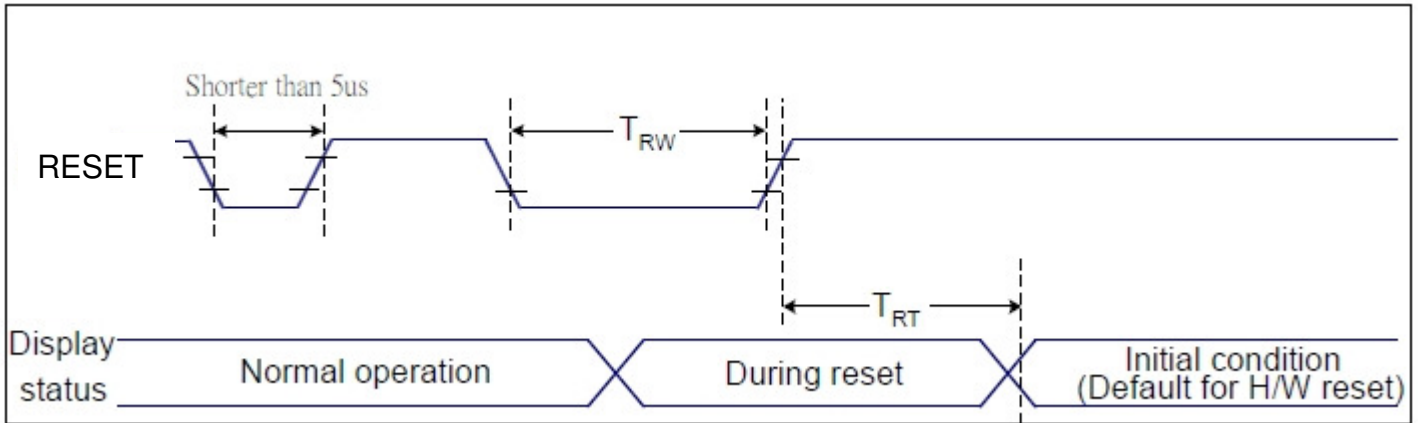 Shorter than 5us
TRW
RESET
TRT
Display
status
Normal operation
During reset
Initial condition
(Default for H/W reset)